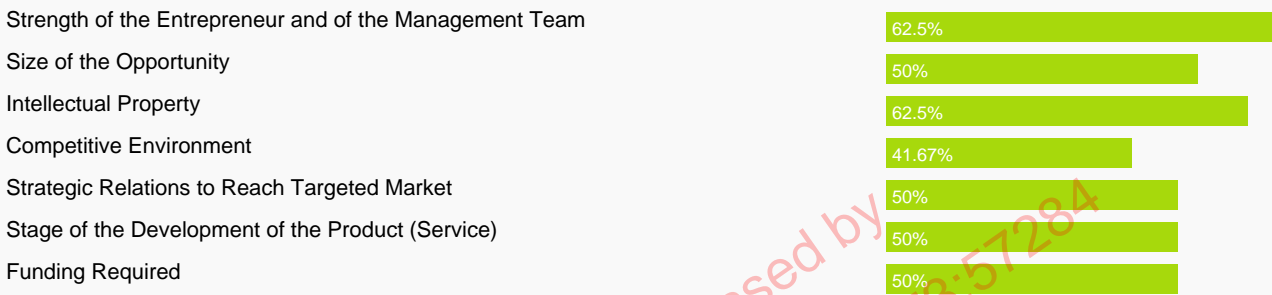 Strength of the Entrepreneur and of the Management Team 62.5%
Size of the Opportunity 50%
Intellectual Property 62.5%
Competitive Environment 41.67%
Strategic Relations to Reach Targeted Market 50%
Stage of the Development of the Product (Service) 50%
Funding Required 50%
by
:57284